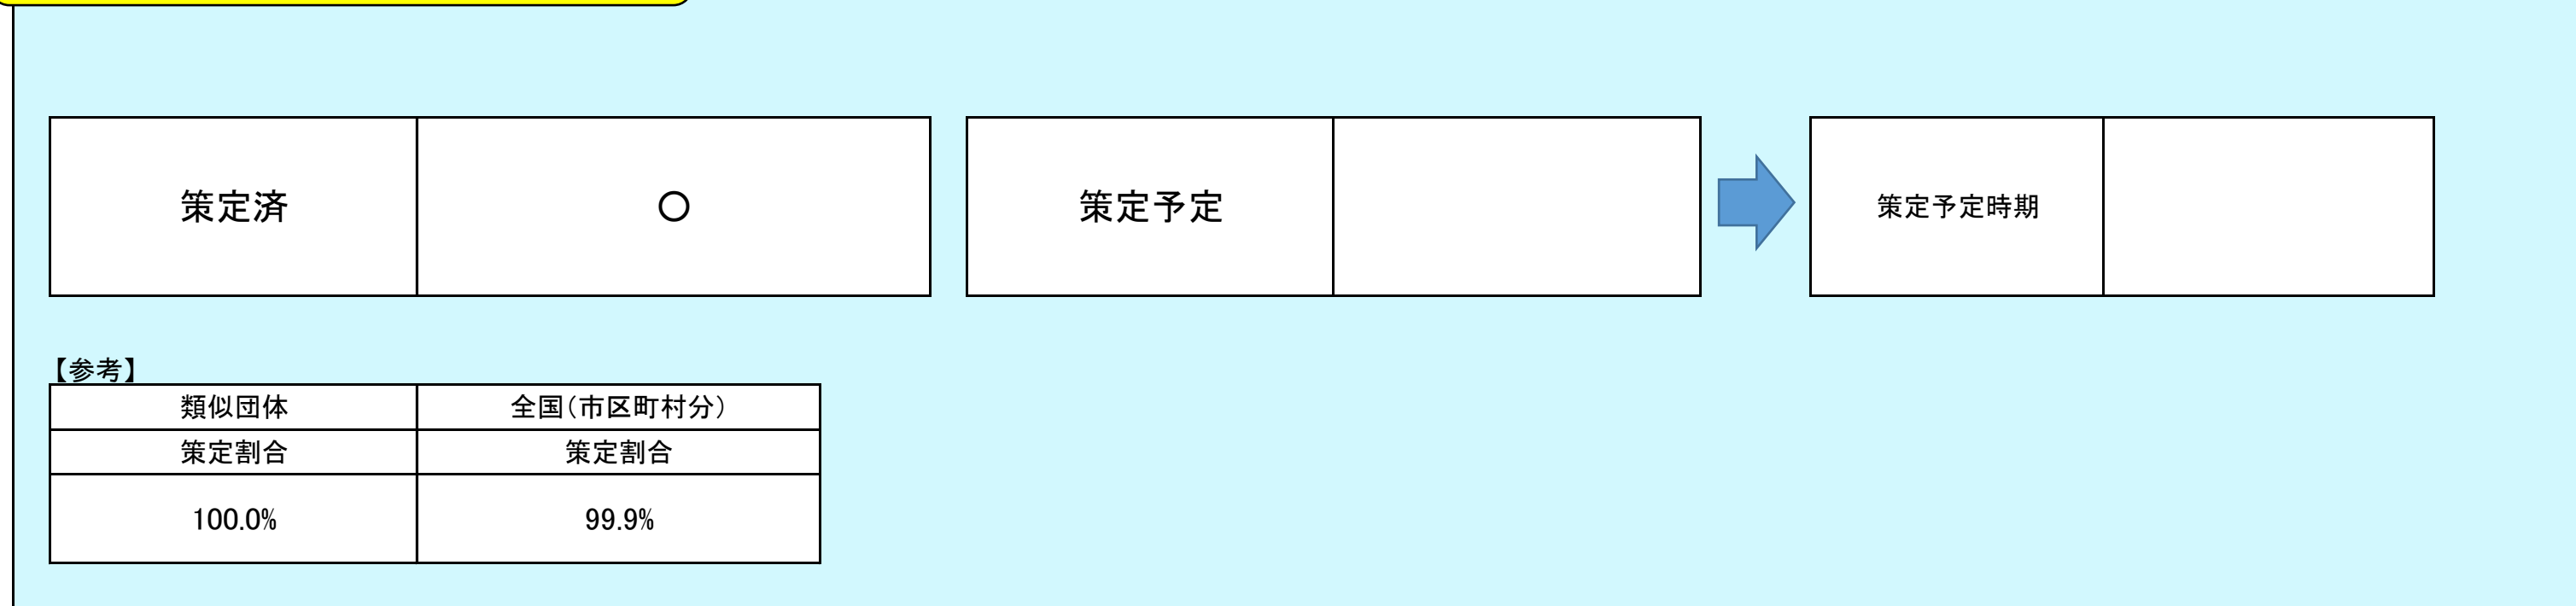 策定済 ○ 策定予定 策定予定時期
【参考】
類似団体 全国（市区町村分）
策定割合 策定割合
100.0% 99.9%